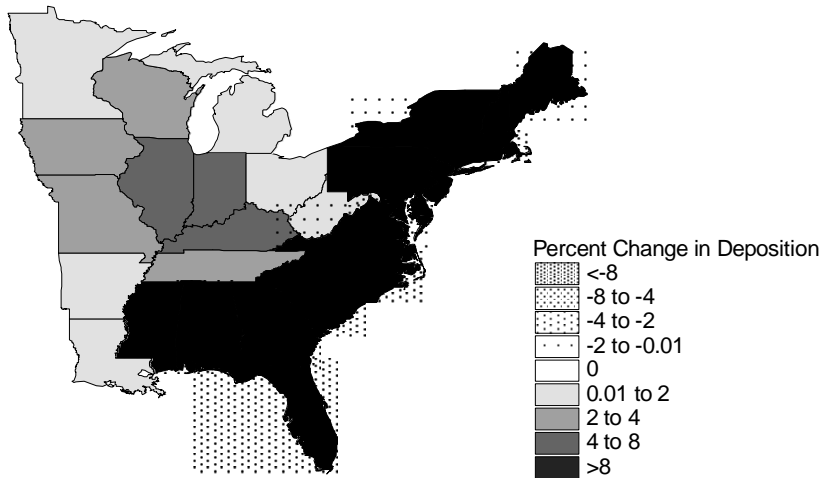 Percent Change in Deposition
<-8
-8 to -4
-4 to -2
-2 to -0.01
0
0.01 to 2
2 to 4
4 to 8
>8